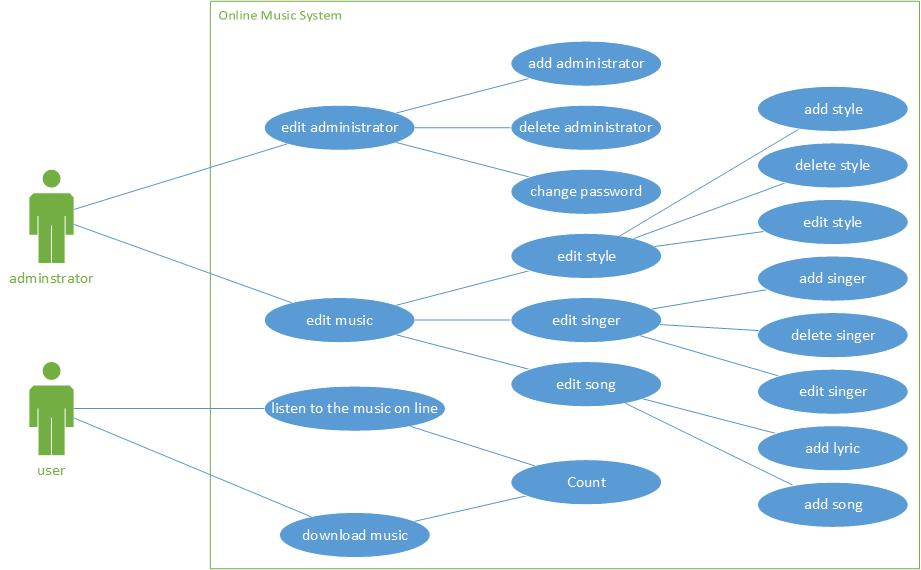 Online Music System
add administrator
add style
edit administrator
delete administrator
delete style
change password
edit style
edit style
adminstrator
add singer
edit music
edit singer
delete singer
edit song
edit singer
listen to the music on line
add lyric
user
Count
add song
download music